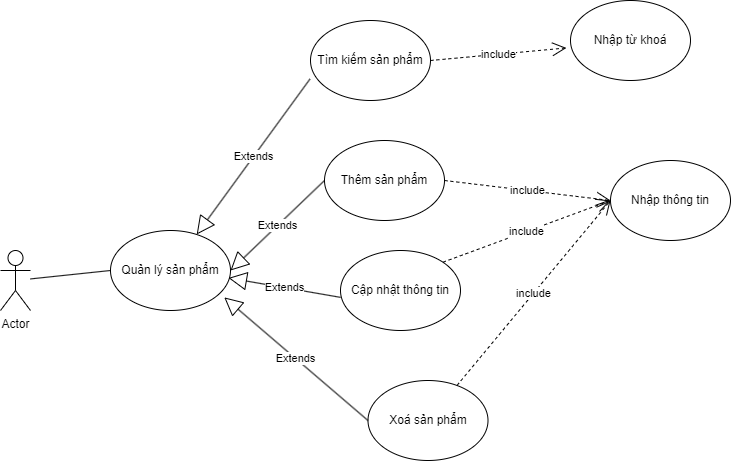 Tìm kiếm sản phẩm
include
Nhập từ khoá
Extends
Thêm sản phẩm
include
Nhập thông tin
Extends
include
Quản lý sản phẩm
Extends
Cập nhật thông tin
include
Actor
Extends
Xoá sản phẩm